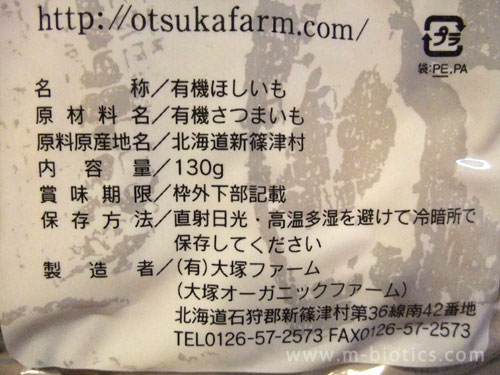 http://otsukafarm.com/
プラ
袋:PE.PA
名称／有機ほしいも
原材料名／有機さつまいも
原料原産地名／北海道新篠津村
内容量／130g
賞味期限／枠外下部記載
保存方法／直射日光・高温多湿を避けて冷暗所で
保存してください
製造者／(有)大塚ファーム
(大塚オーガニックファーム)
北海道石狩郡新篠津村第36線南42番地
TEL0126-57-2573 FAX0126-57-2573
www.m-biotics.com